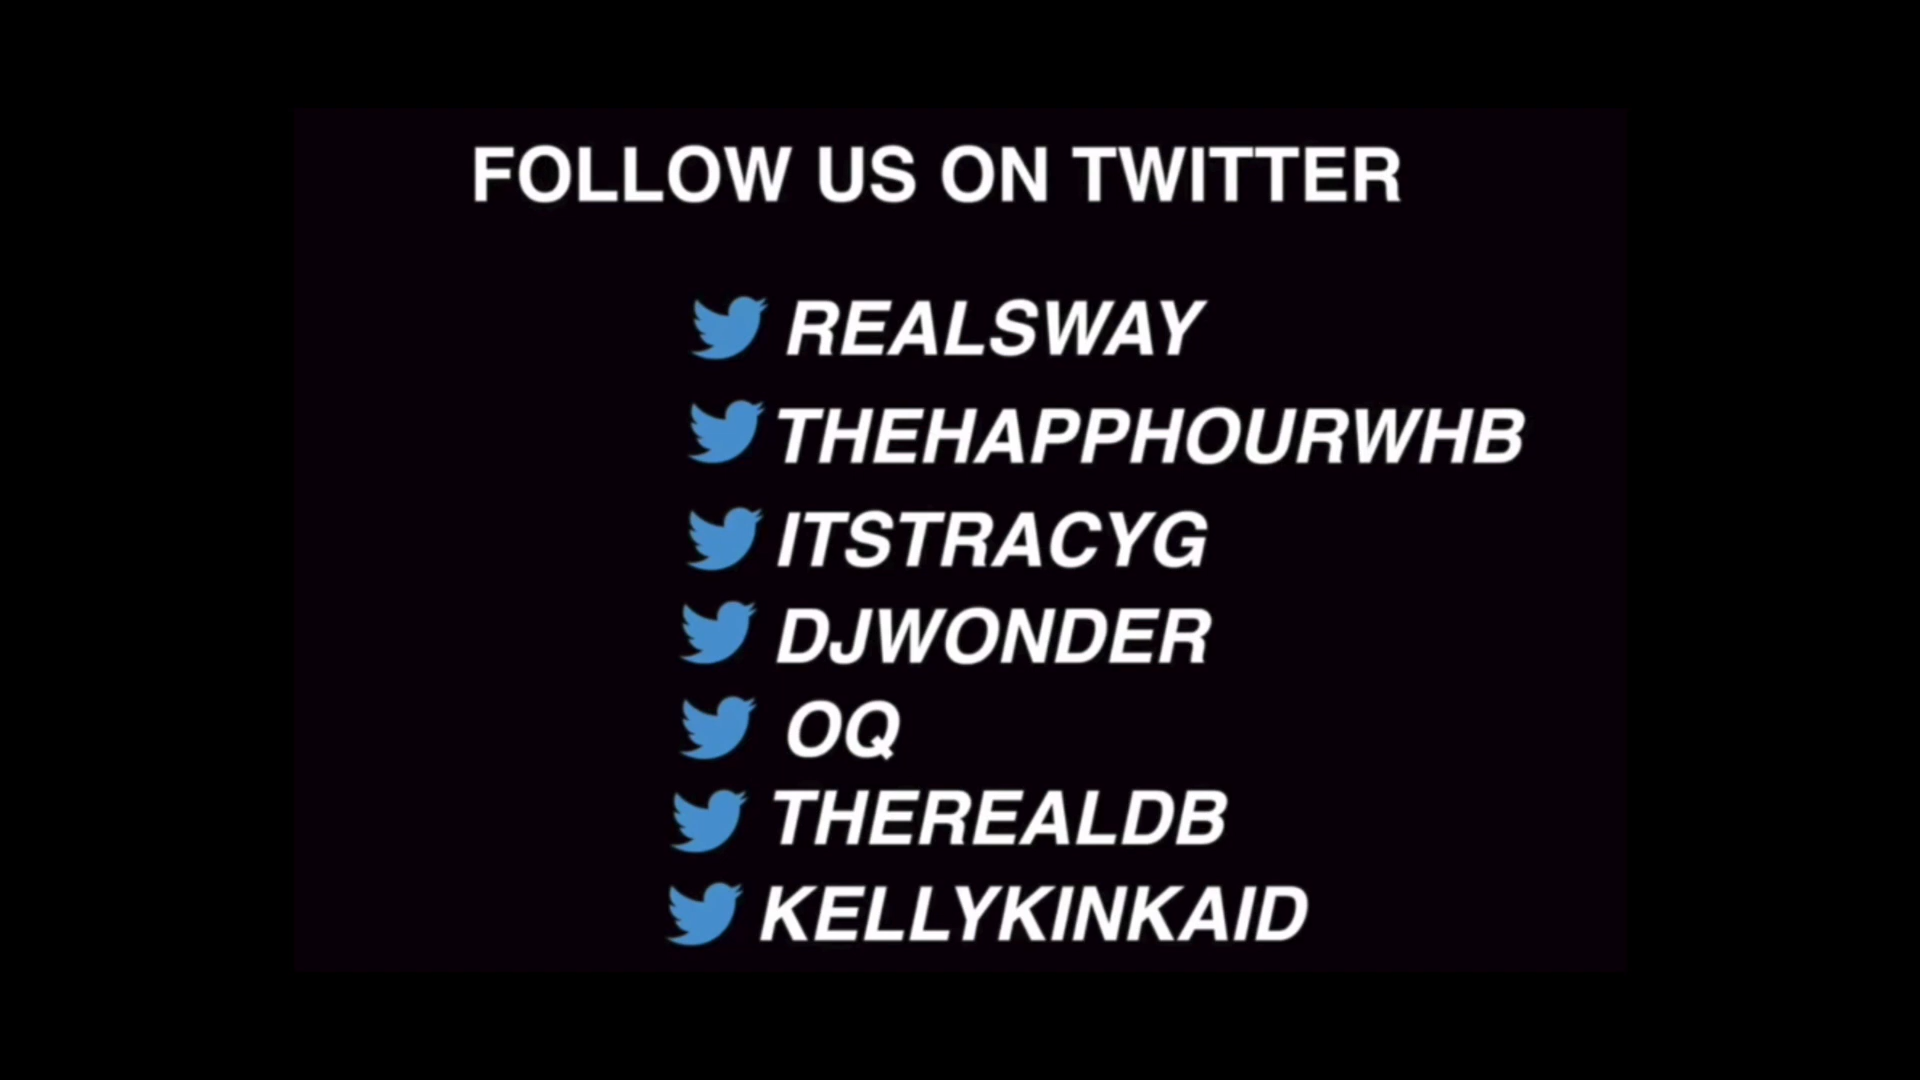 FOLLOW US ON TWITTER
REALSWAY
THEHAPPHOURWHB
ITSTRACYG
DJWONDER
OQ
THEREALDB
KELLYKINKAID